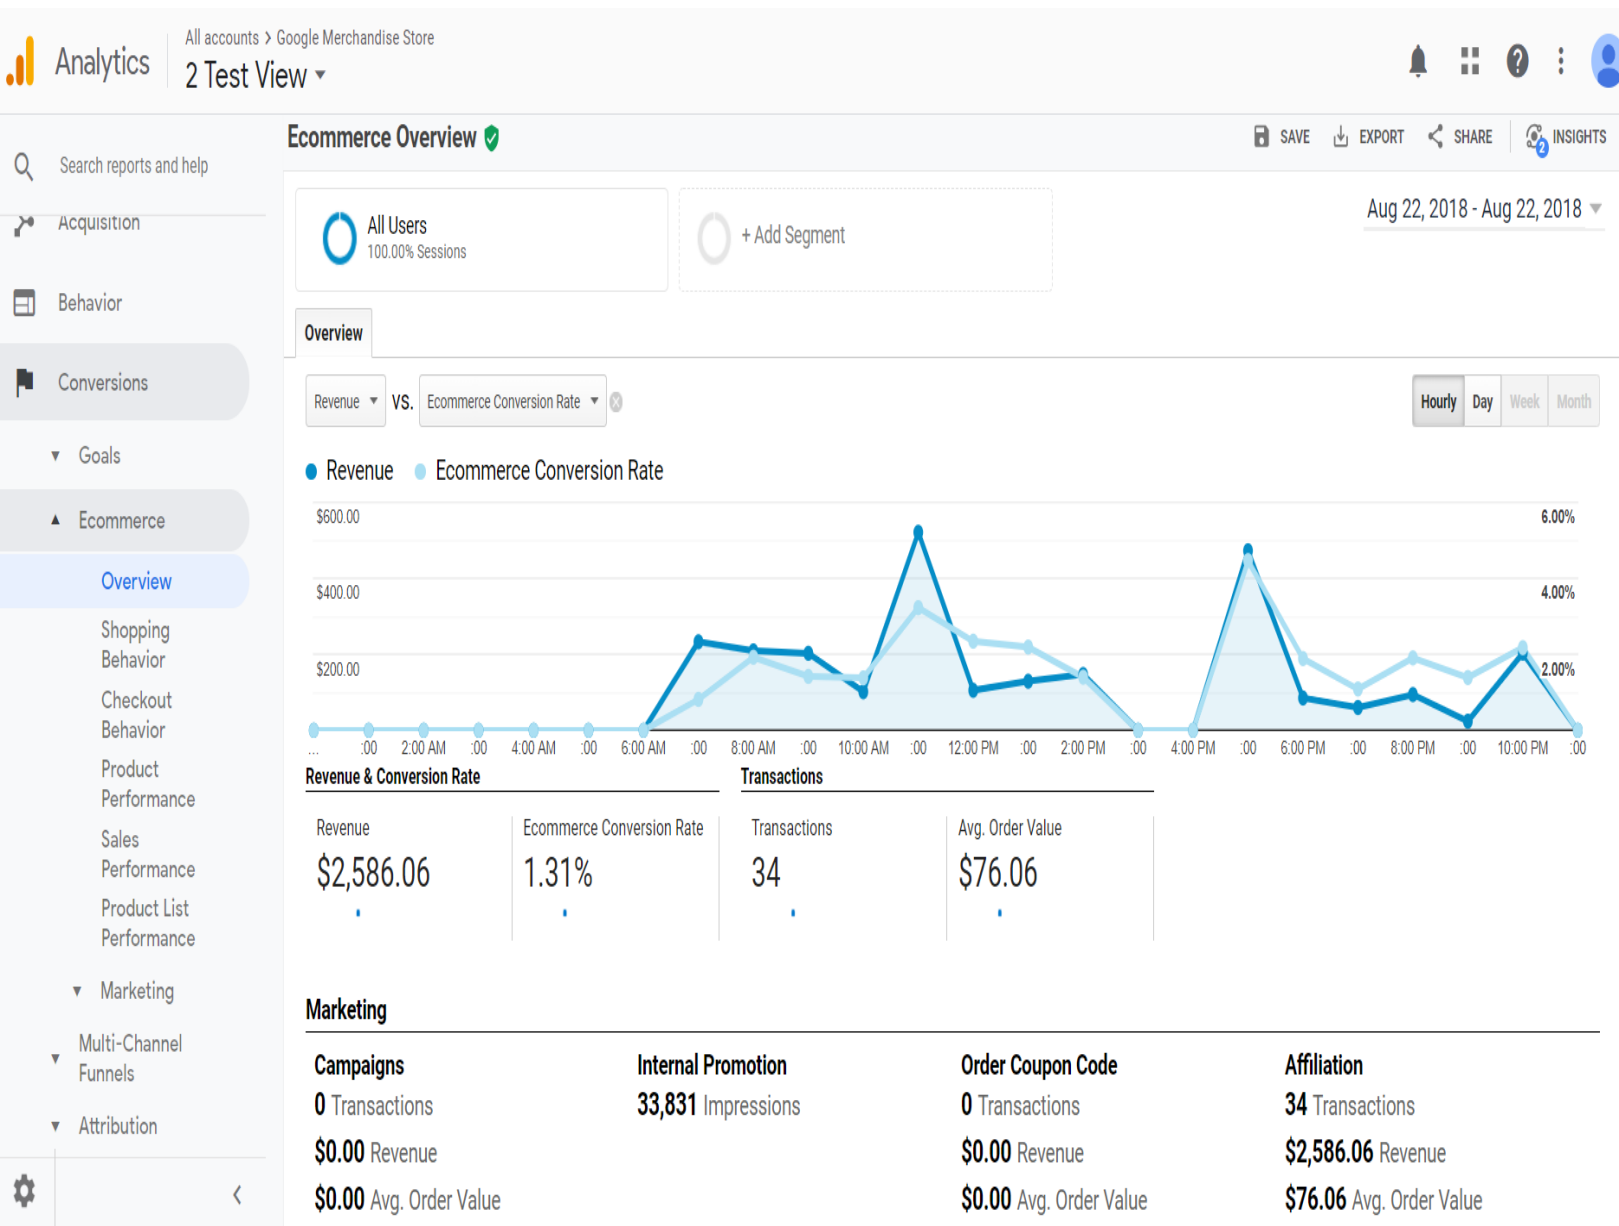 Analytics
All accounts > Google Merchandise Store
2 Test View
Search reports and help
Acquisition
Behavior
Conversions
Goals
Ecommerce
Overview
Shopping
Behavior
Checkout
Behavior
Product
Performance
Sales
Performance
Product List
Performance
Marketing
Multi-Channel
Funnels
Attribution
Ecommerce Overview
SAVE EXPORT SHARE 2 INSIGHTS
All Users
100.00% Sessions
+ Add Segment
Aug 22, 2018 - Aug 22, 2018
Overview
Revenue VS. Ecommerce Conversion Rate
Hourly Day Week Month
Revenue Ecommerce Conversion Rate
$600.00 6.00%
$400.00 4.00%
$200.00 2.00%
... :00 2:00 AM :00 4:00 AM :00 6:00 AM :00 8:00 AM :00 10:00 AM :00 12:00 PM :00 2:00 PM :00 4:00 PM :00 6:00 PM :00 8:00 PM :00 10:00 PM :00
Revenue & Conversion Rate
Revenue
$2,586.06
Ecommerce Conversion Rate
1.31%
Transactions
Transactions
34
Avg. Order Value
$76.06
Marketing
Campaigns
0 Transactions
$0.00 Revenue
$0.00 Avg. Order Value
Internal Promotion
33,831 Impressions
Order Coupon Code
0 Transactions
$0.00 Revenue
$0.00 Avg. Order Value
Affiliation
34 Transactions
$2,586.06 Revenue
$76.06 Avg. Order Value